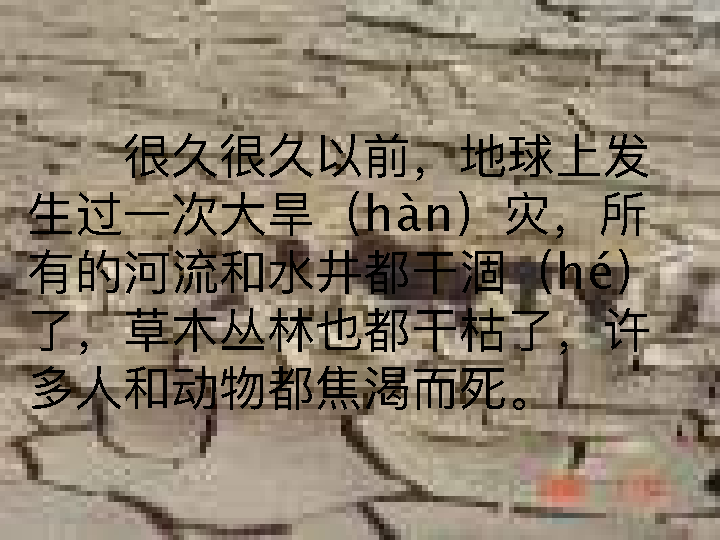 很久很久以前，地球上发
生过一次大旱（hàn）灾，所
有的河流和水井都干涸（hé）
了，草木丛林也都干枯了，许
多人和动物都焦渴而死。